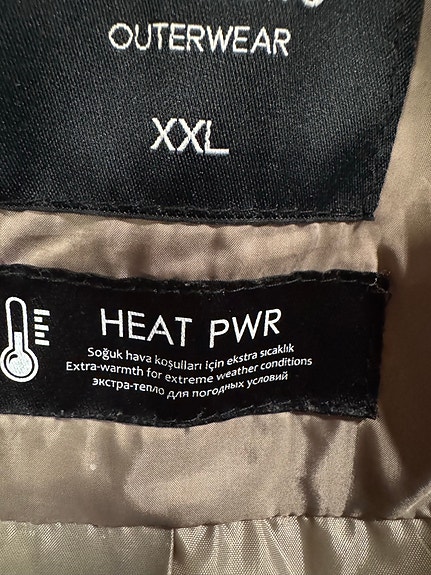 OUTERWEAR
XXL
HEAT PWR
Soğuk hava koşulları için ekstra sıcaklık
Extra-warmth for extreme weather conditions
экстра-тепло для погодных условий